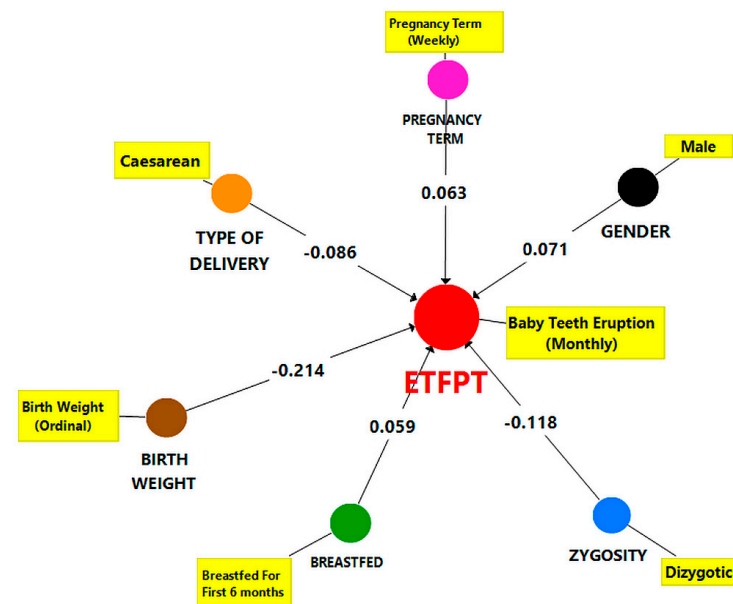 Pregnancy Term
(Weekly)
PREGNANCY
TERM
Male
Caesarean
0.063
GENDER
TYPE OF
DELIVERY
-0.086
0.071
Baby Teeth Eruption
(Monthly)
-0.214
ETFPT
Birth Weight
(Ordinal)
0.059
-0.118
BIRTH
WEIGHT
BREASTFED
ZYGOSITY
Breastfed For
First 6 months
Dizygotic